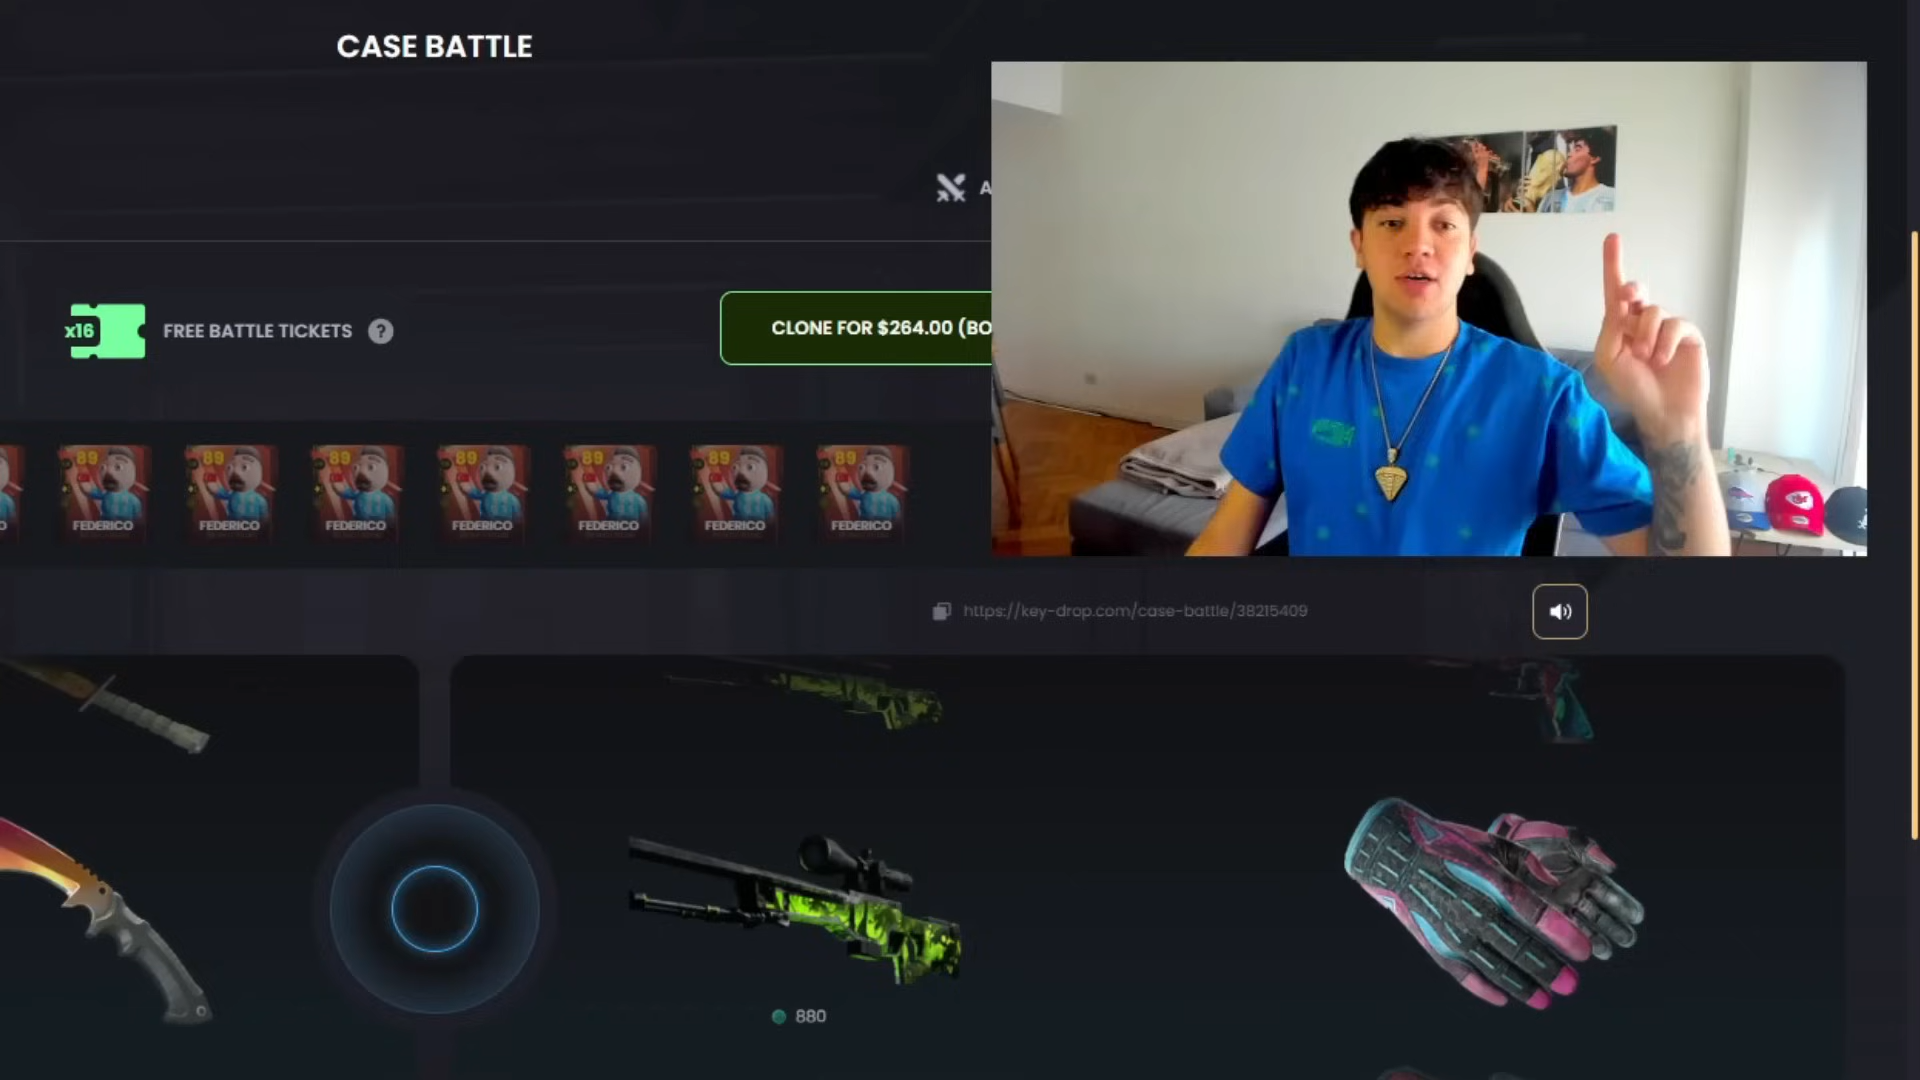 CASE BATTLE
A
x16
FREE BATTLE TICKETS
?
CLONE FOR $264.00 (BO
89
89
89
89
89
89
89
FEDERICO
FEDERICO
FEDERICO
FEDERICO
FEDERICO
FEDERICO
FEDERICO
https://key-drop.com/case-battle/38215409
880